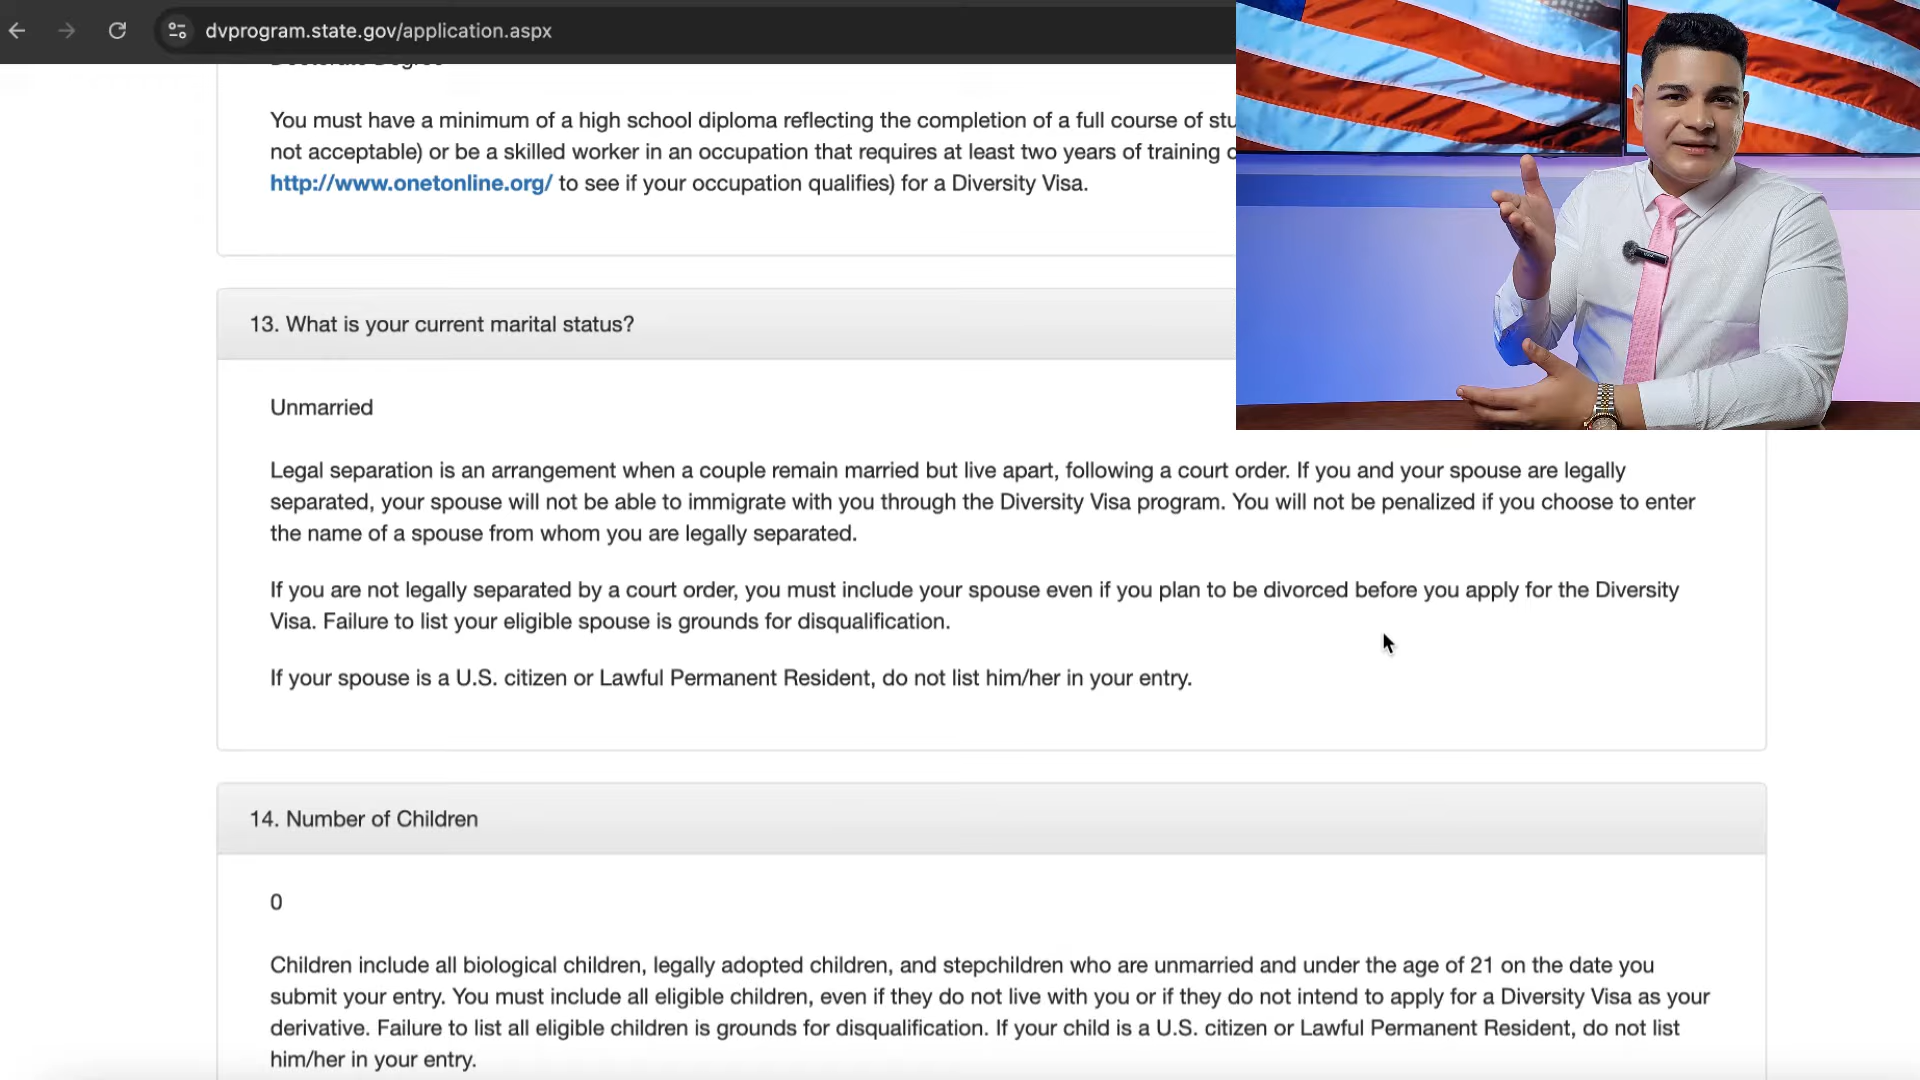 dvprogram.state.gov/application.aspx
You must have a minimum of a high school diploma reflecting the completion of a full course of
not acceptable) or be a skilled worker in an occupation that requires at least two years of training
http://www.onetonline.org/ to see if your occupation qualifies) for a Diversity Visa.
13. What is your current marital status?
Unmarried
Legal separation is an arrangement when a couple remain married but live apart, following a court order. If you and your spouse are legally
separated, your spouse will not be able to immigrate with you through the Diversity Visa program. You will not be penalized if you choose to enter
the name of a spouse from whom you are legally separated.
If you are not legally separated by a court order, you must include your spouse even if you plan to be divorced before you apply for the Diversity
Visa. Failure to list your eligible spouse is grounds for disqualification.
If your spouse is a U.S. citizen or Lawful Permanent Resident, do not list him/her in your entry.
14. Number of Children
0
Children include all biological children, legally adopted children, and stepchildren who are unmarried and under the age of 21 on the date you
submit your entry. You must include all eligible children, even if they do not live with you or if they do not intend to apply for a Diversity Visa as your
derivative. Failure to list all eligible children is grounds for disqualification. If your child is a U.S. citizen or Lawful Permanent Resident, do not list
him/her in your entry.